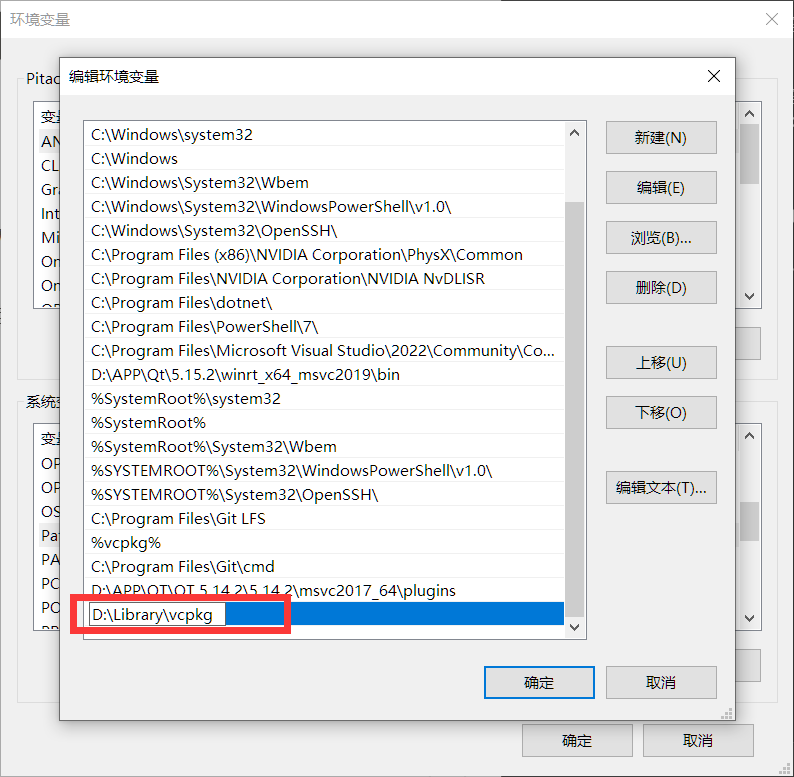 环境变量
编辑环境变量
C:\Windows\system32
C:\Windows
C:\Windows\System32\Wbem
C:\Windows\System32\WindowsPowerShell\v1.0\
C:\Windows\System32\OpenSSH\
C:\Program Files (x86)\NVIDIA Corporation\PhysX\Common
C:\Program Files\NVIDIA Corporation\NVIDIA NvDLISR
C:\Program Files\dotnet\
C:\Program Files\PowerShell\7\
C:\Program Files\Microsoft Visual Studio\2022\Community\Co...
D:\APP\Qt\5.15.2\winrt_x64_msvc2019\bin
%SystemRoot%\system32
%SystemRoot%
%SystemRoot%\System32\Wbem
%SYSTEMROOT%\System32\WindowsPowerShell\v1.0\
%SYSTEMROOT%\System32\OpenSSH\
C:\Program Files\Git LFS
%vcpkg%
C:\Program Files\Git\cmd
D:\APP\QT\QT.5.14.2\5.14.2\msvc2017_64\plugins
D:\Library\vcpkg
新建(N)
编辑(E)
浏览(B)...
删除(D)
上移(U)
下移(O)
编辑文本(T)...
确定
取消
Pitac
变
AN
CL
Gr
Int
Mi
On
On
系统变
变
OP
OP
OS
Pa
PA
PC
PO
确定
取消